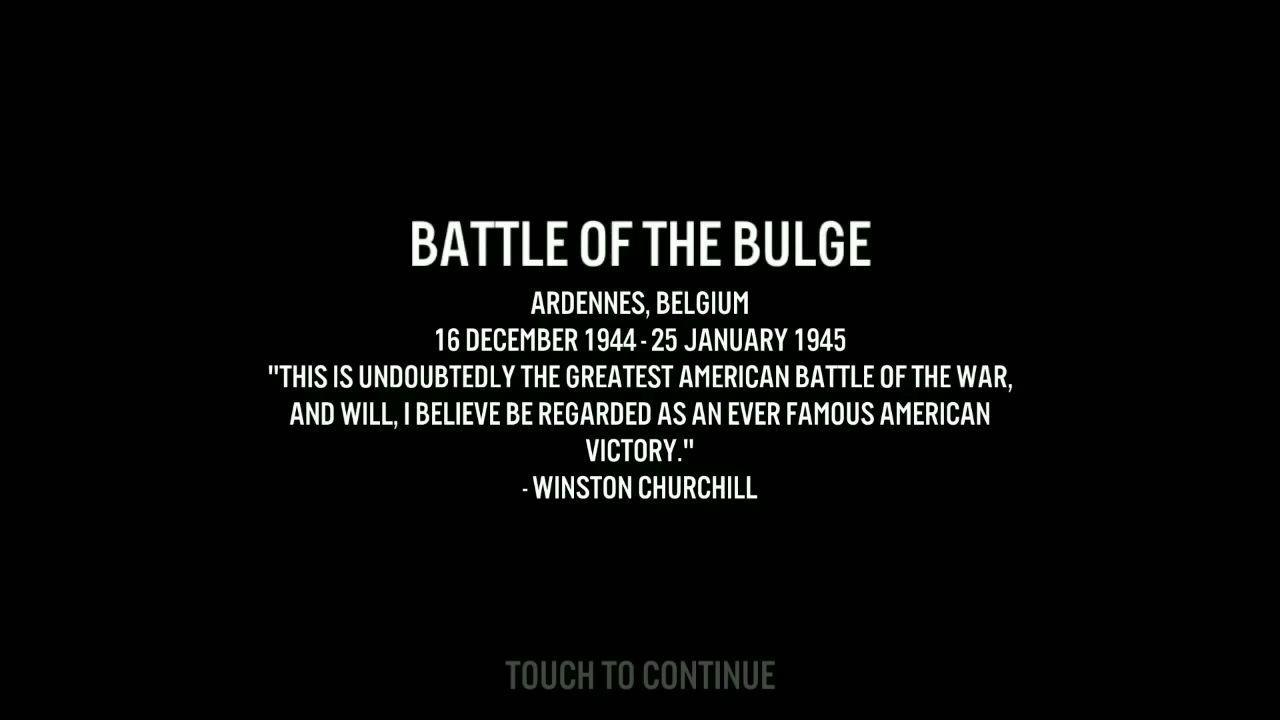 BATTLE OF THE BULGE
ARDENNES, BELGIUM
16 DECEMBER 1944 - 25 JANUARY 1945
"THIS IS UNDOUBTEDLY THE GREATEST AMERICAN BATTLE OF THE WAR,
AND WILL, I BELIEVE BE REGARDED AS AN EVER FAMOUS AMERICAN
VICTORY."
- WINSTON CHURCHILL
TOUCH TO CONTINUE